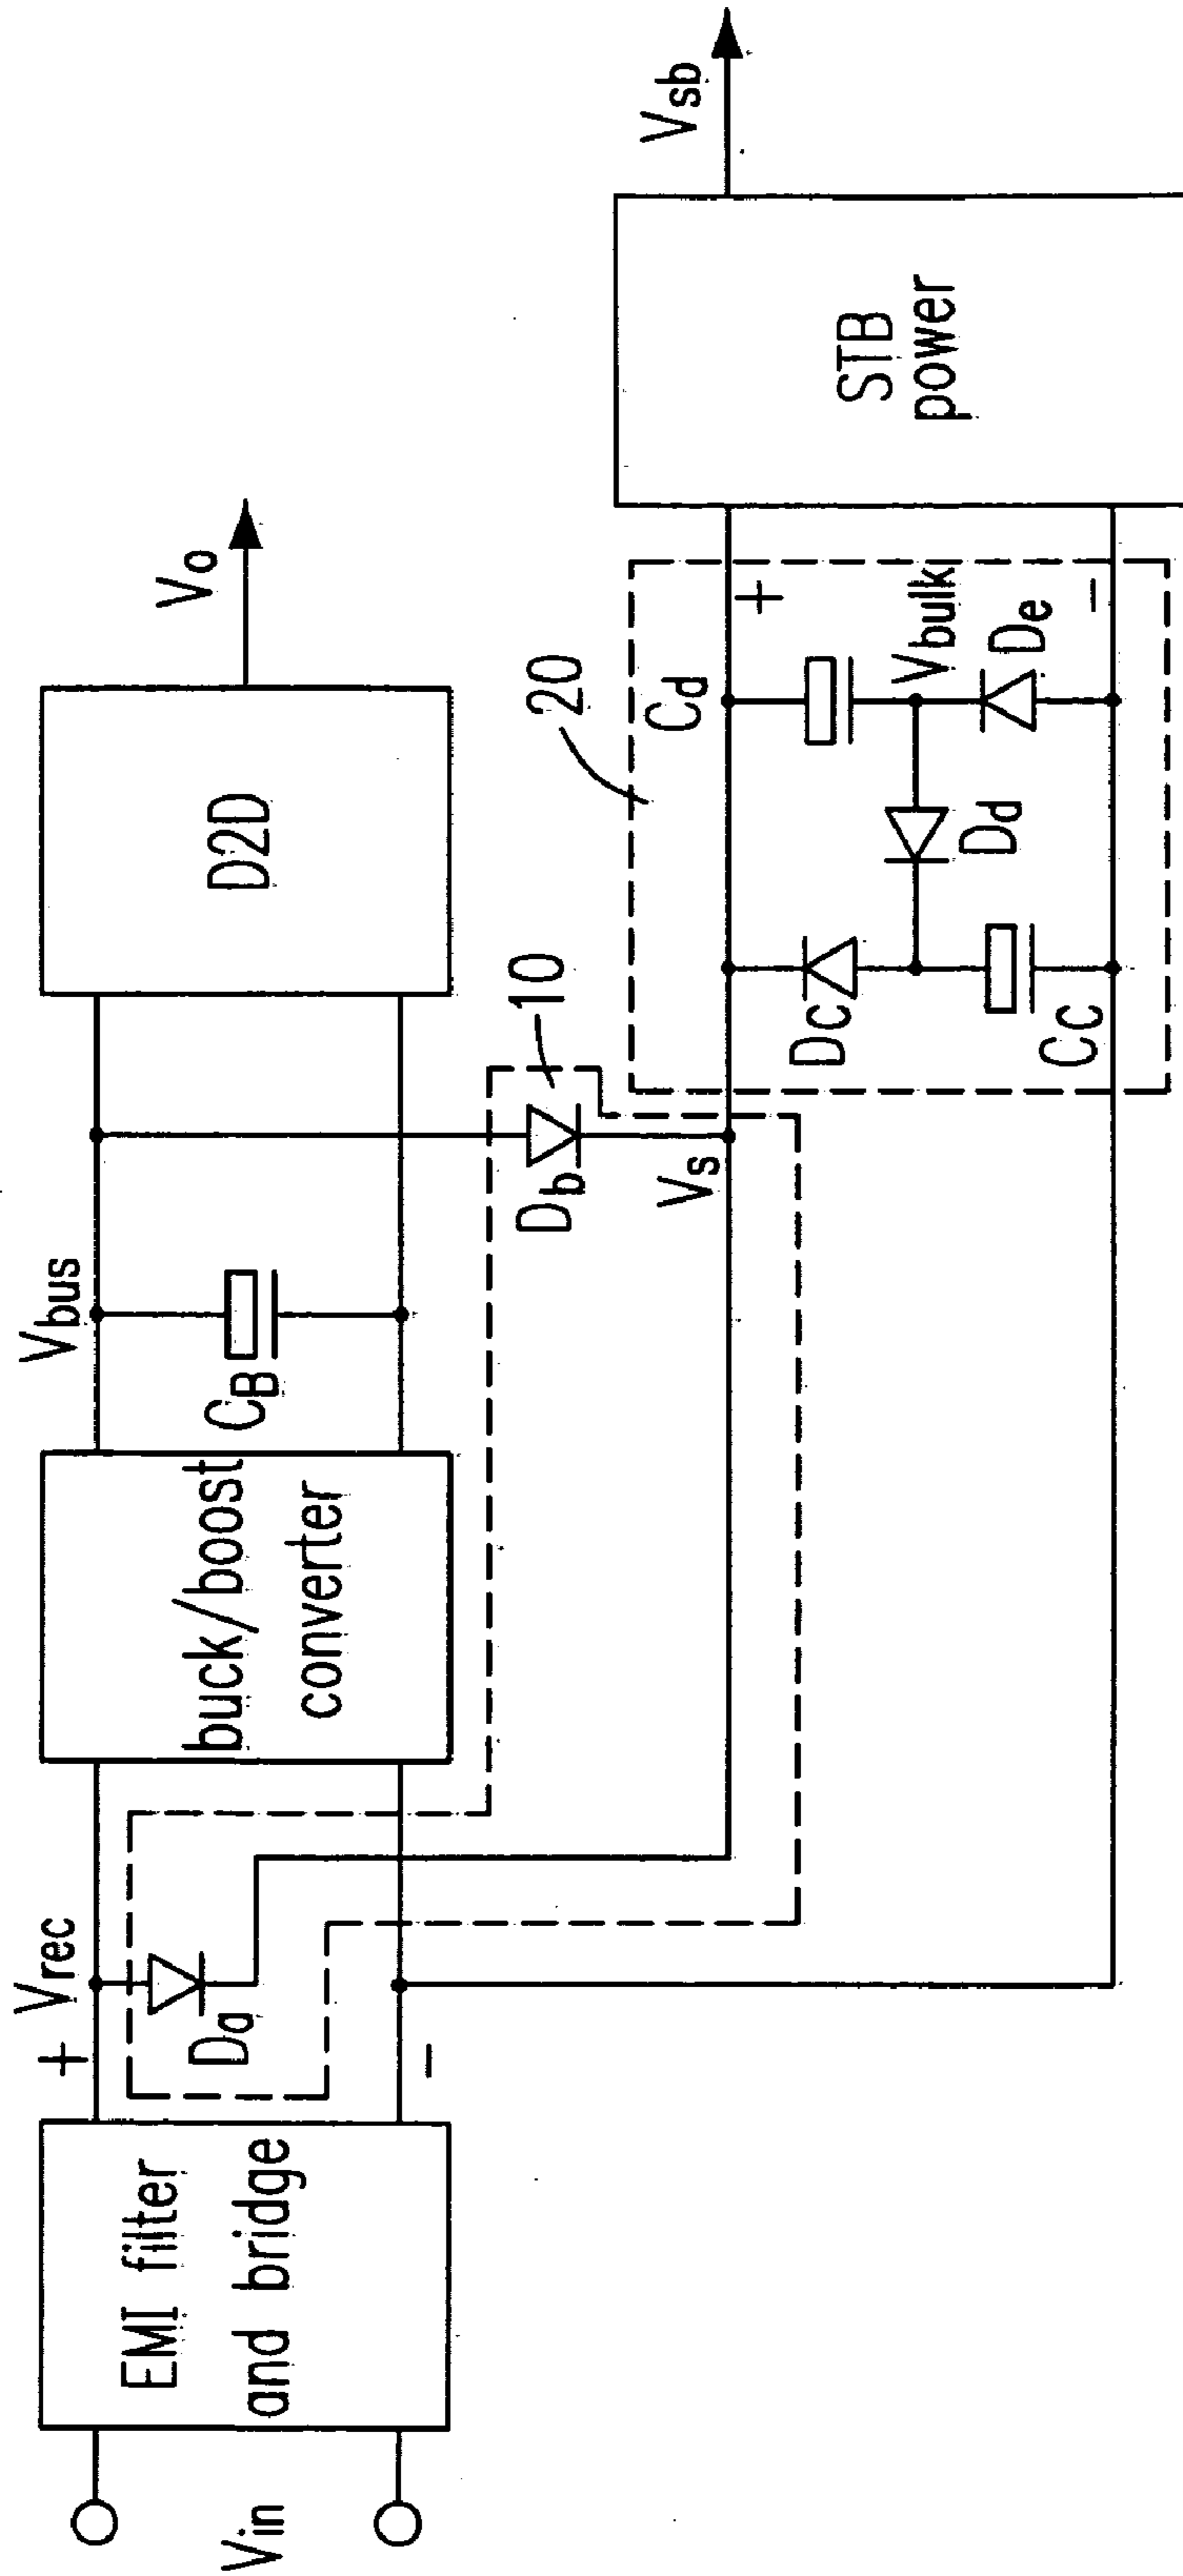 Vin
EMI filter
and bridge
+
Vrec
−
Da
buck/boost
converter
Vbus
CB
D2D
Vo
10
Db
Vs
20
Dc
Cc
Dd
Cd
+
Vbulk
De
−
STB
power
Vsb